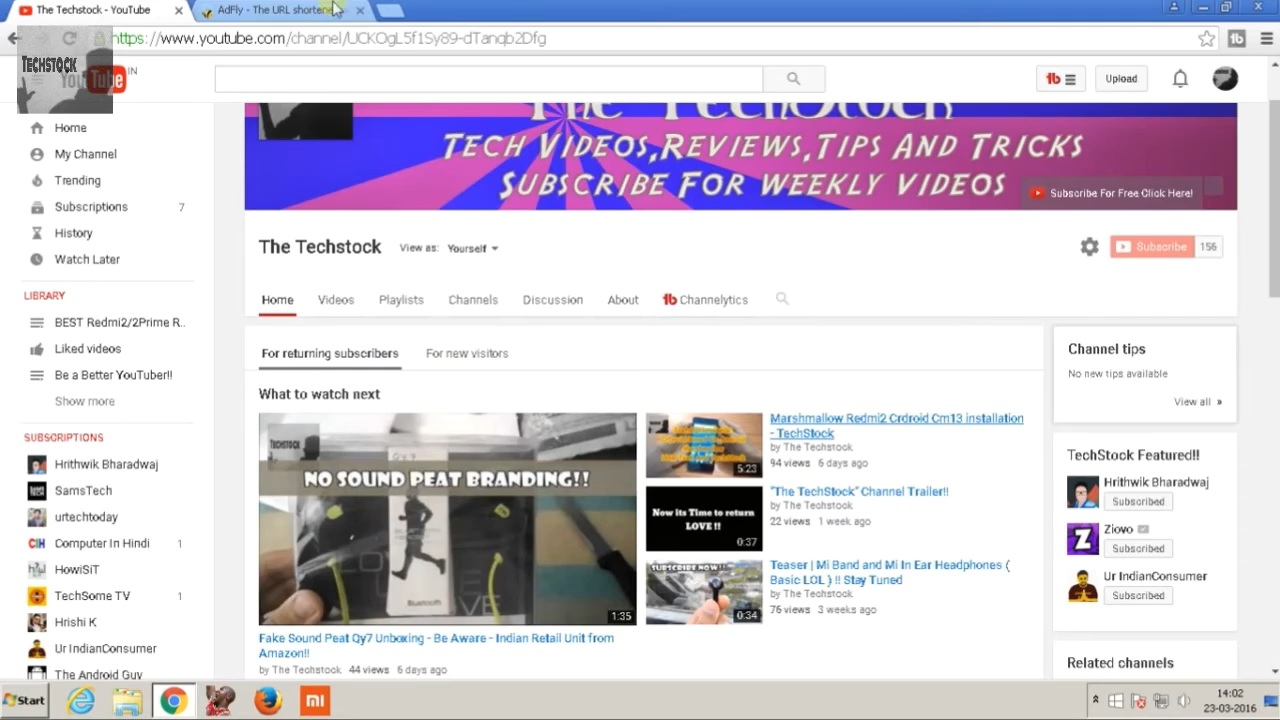 The Techstock - YouTube
AdFly - The URL shortene
https://www.youtube.com/channel/UCKOgL5f1Sy89-dTanqb2Dfg
TECHSTOCK
YouTube
IN
Upload
The TechStock
Tech Videos,Reviews,Tips And Tricks
Subscribe For weekly Videos
Subscribe For Free Click Here!
Home
My Channel
Trending
Subscriptions 7
History
Watch Later
LIBRARY
BEST Redmi2/2Prime R..
Liked videos
Be a Better YouTuber!!
Show more
SUBSCRIPTIONS
Hrithwik Bharadwaj
SamsTech
urtechtoday
Computer In Hindi 1
HowiSiT
TechSome TV 1
Hrishi K
Ur IndianConsumer
The Android Guy
The Techstock
View as: Yourself
Subscribe 156
Home Videos Playlists Channels Discussion About Channelytics
For returning subscribers For new visitors
What to watch next
TECHSTOCK
NO SOUND PEAT BRANDING!!
Bluetooth
1:35
Fake Sound Peat Qy7 Unboxing - Be Aware - Indian Retail Unit from
Amazon!!
by The Techstock 44 views 6 days ago
5:23
Marshmallow Redmi2 Crdroid Cm13 installation
- TechStock
by The Techstock
94 views 6 days ago
Now its Time to return
LOVE !!
0:37
"The TechStock" Channel Trailer!!
by The Techstock
22 views 1 week ago
SUBSCRIBE NOW!!
0:34
Teaser | Mi Band and Mi In Ear Headphones (
Basic LOL ) !! Stay Tuned
by The Techstock
76 views 3 weeks ago
Channel tips
No new tips available
View all »
TechStock Featured!!
Hrithwik Bharadwaj
Subscribed
Ziovo
Subscribed
Ur IndianConsumer
Subscribed
Related channels
Start
14:02
23-03-2016